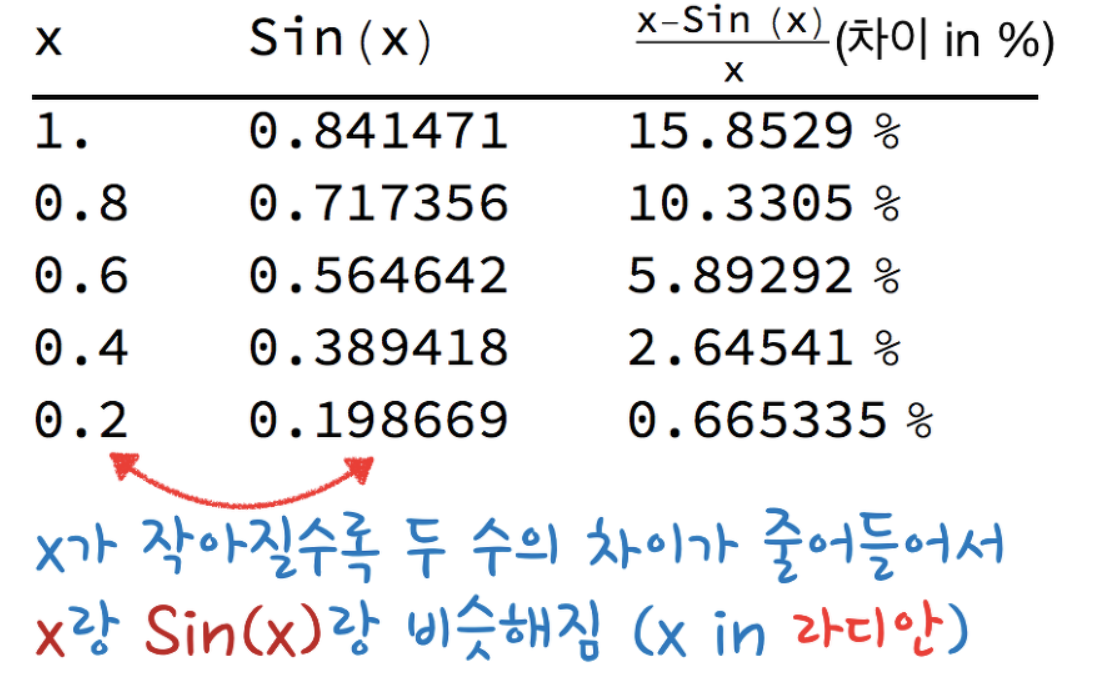 x Sin(x) x-Sin (x)/x (차이 in %)
1. 0.841471 15.8529 %
0.8 0.717356 10.3305 %
0.6 0.564642 5.89292 %
0.4 0.389418 2.64541 %
0.2 0.198669 0.665335 %
x가 작아질수록 두 수의 차이가 줄어들어서
x랑 Sin(x)랑 비슷해짐 (x in 라디안)